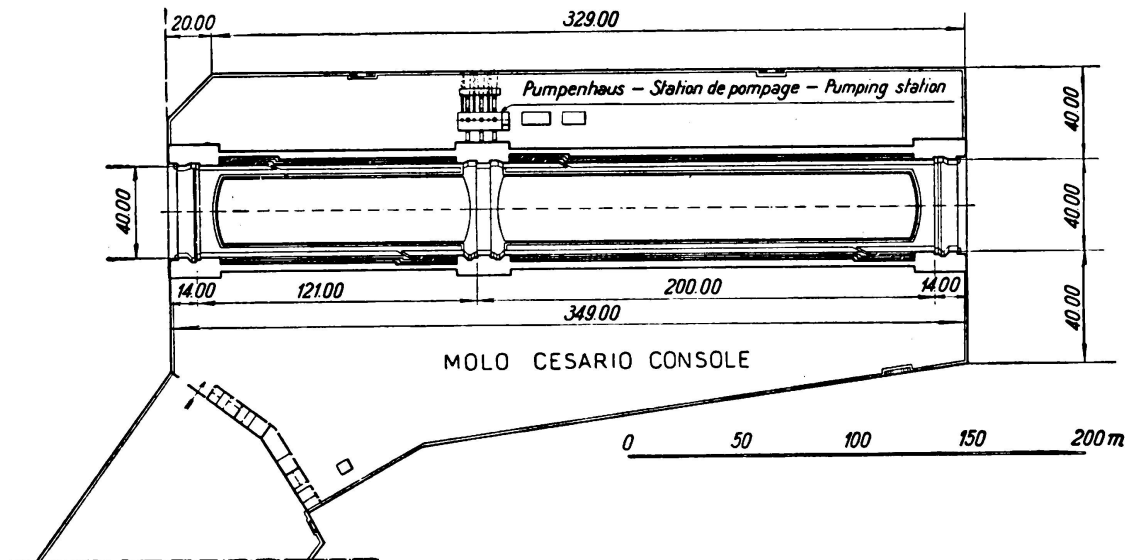 20.00 329.00
Pumpenhaus – Station de pompage – Pumping station
40.00
40.00
40.00
14.00 121.00 200.00 14.00
349.00
40.00
MOLO CESARIO CONSOLE
0 50 100 150 200 m